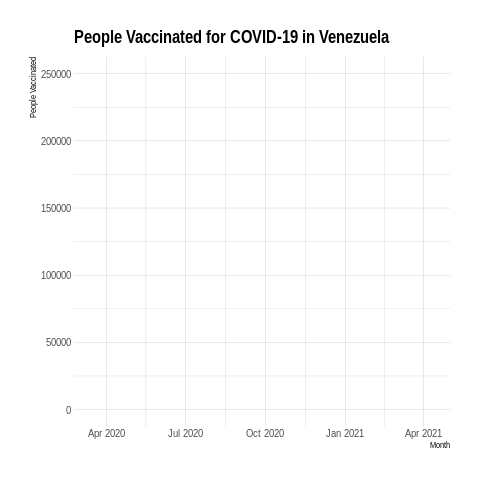 People Vaccinated for COVID-19 in Venezuela
People Vaccinated
250000
200000
150000
100000
50000
0
Apr 2020
Jul 2020
Oct 2020
Jan 2021
Apr 2021
Month